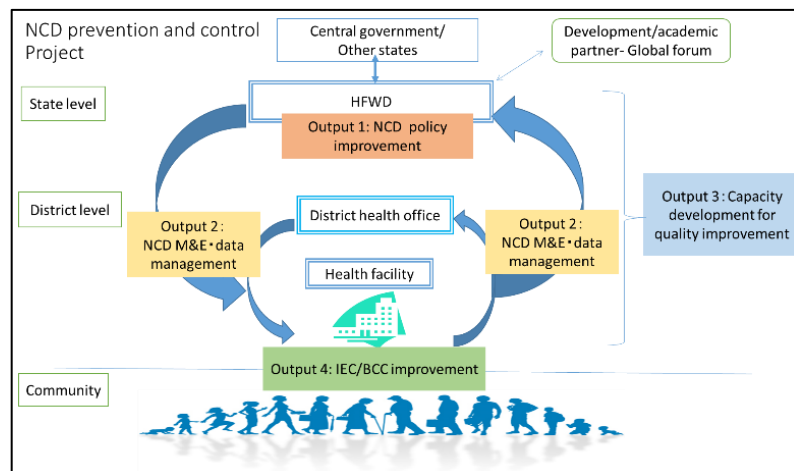 NCD prevention and control
Project
Central government/
Other states
Development/academic
partner- Global forum
State level
HFWD
Output 1: NCD policy
improvement
District level
Output 2:
NCD M&E・data
management
District health office
Output 2:
NCD M&E・data
management
Output 3: Capacity
development for
quality improvement
Health facility
Output 4: IEC/BCC improvement
Community